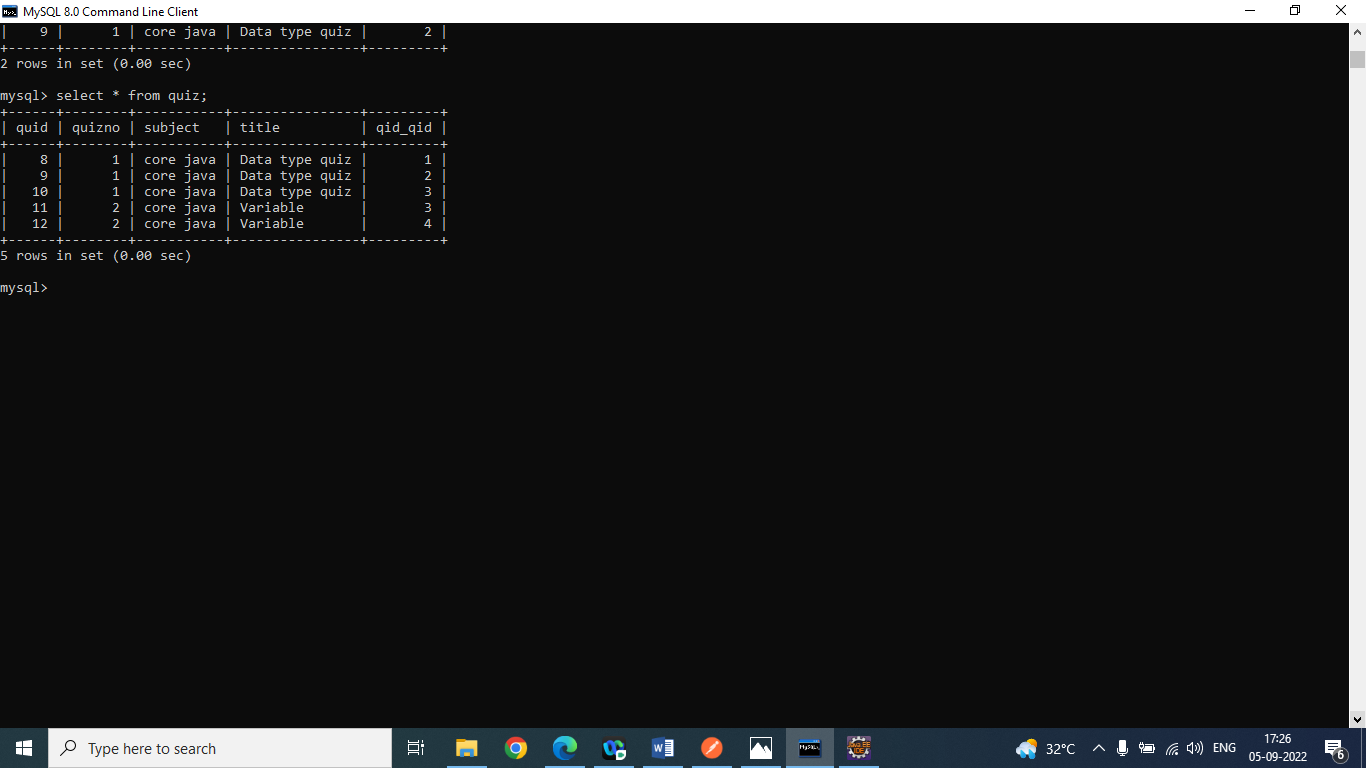 MySQL 8.0 Command Line Client
|    9 |      1 | core java | Data type quiz |       2 |
+------+--------+-----------+----------------+---------+
2 rows in set (0.00 sec)
mysql> select * from quiz;
+------+--------+-----------+----------------+---------+
| quid | quizno | subject   | title          | qid_qid |
+------+--------+-----------+----------------+---------+
|    8 |      1 | core java | Data type quiz |       1 |
|    9 |      1 | core java | Data type quiz |       2 |
|   10 |      1 | core java | Data type quiz |       3 |
|   11 |      2 | core java | Variable       |       3 |
|   12 |      2 | core java | Variable       |       4 |
+------+--------+-----------+----------------+---------+
5 rows in set (0.00 sec)
mysql>
Type here to search
32°C
ENG
17:26
05-09-2022
6